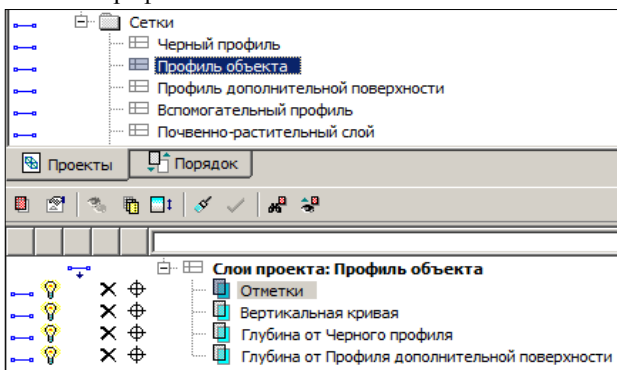 Сетки
Черный профиль
Профиль объекта
Профиль дополнительной поверхности
Вспомогательный профиль
Почвенно-растительный слой
Проекты
Порядок
Слои проекта: Профиль объекта
Отметки
Вертикальная кривая
Глубина от Черного профиля
Глубина от Профиля дополнительной поверхности